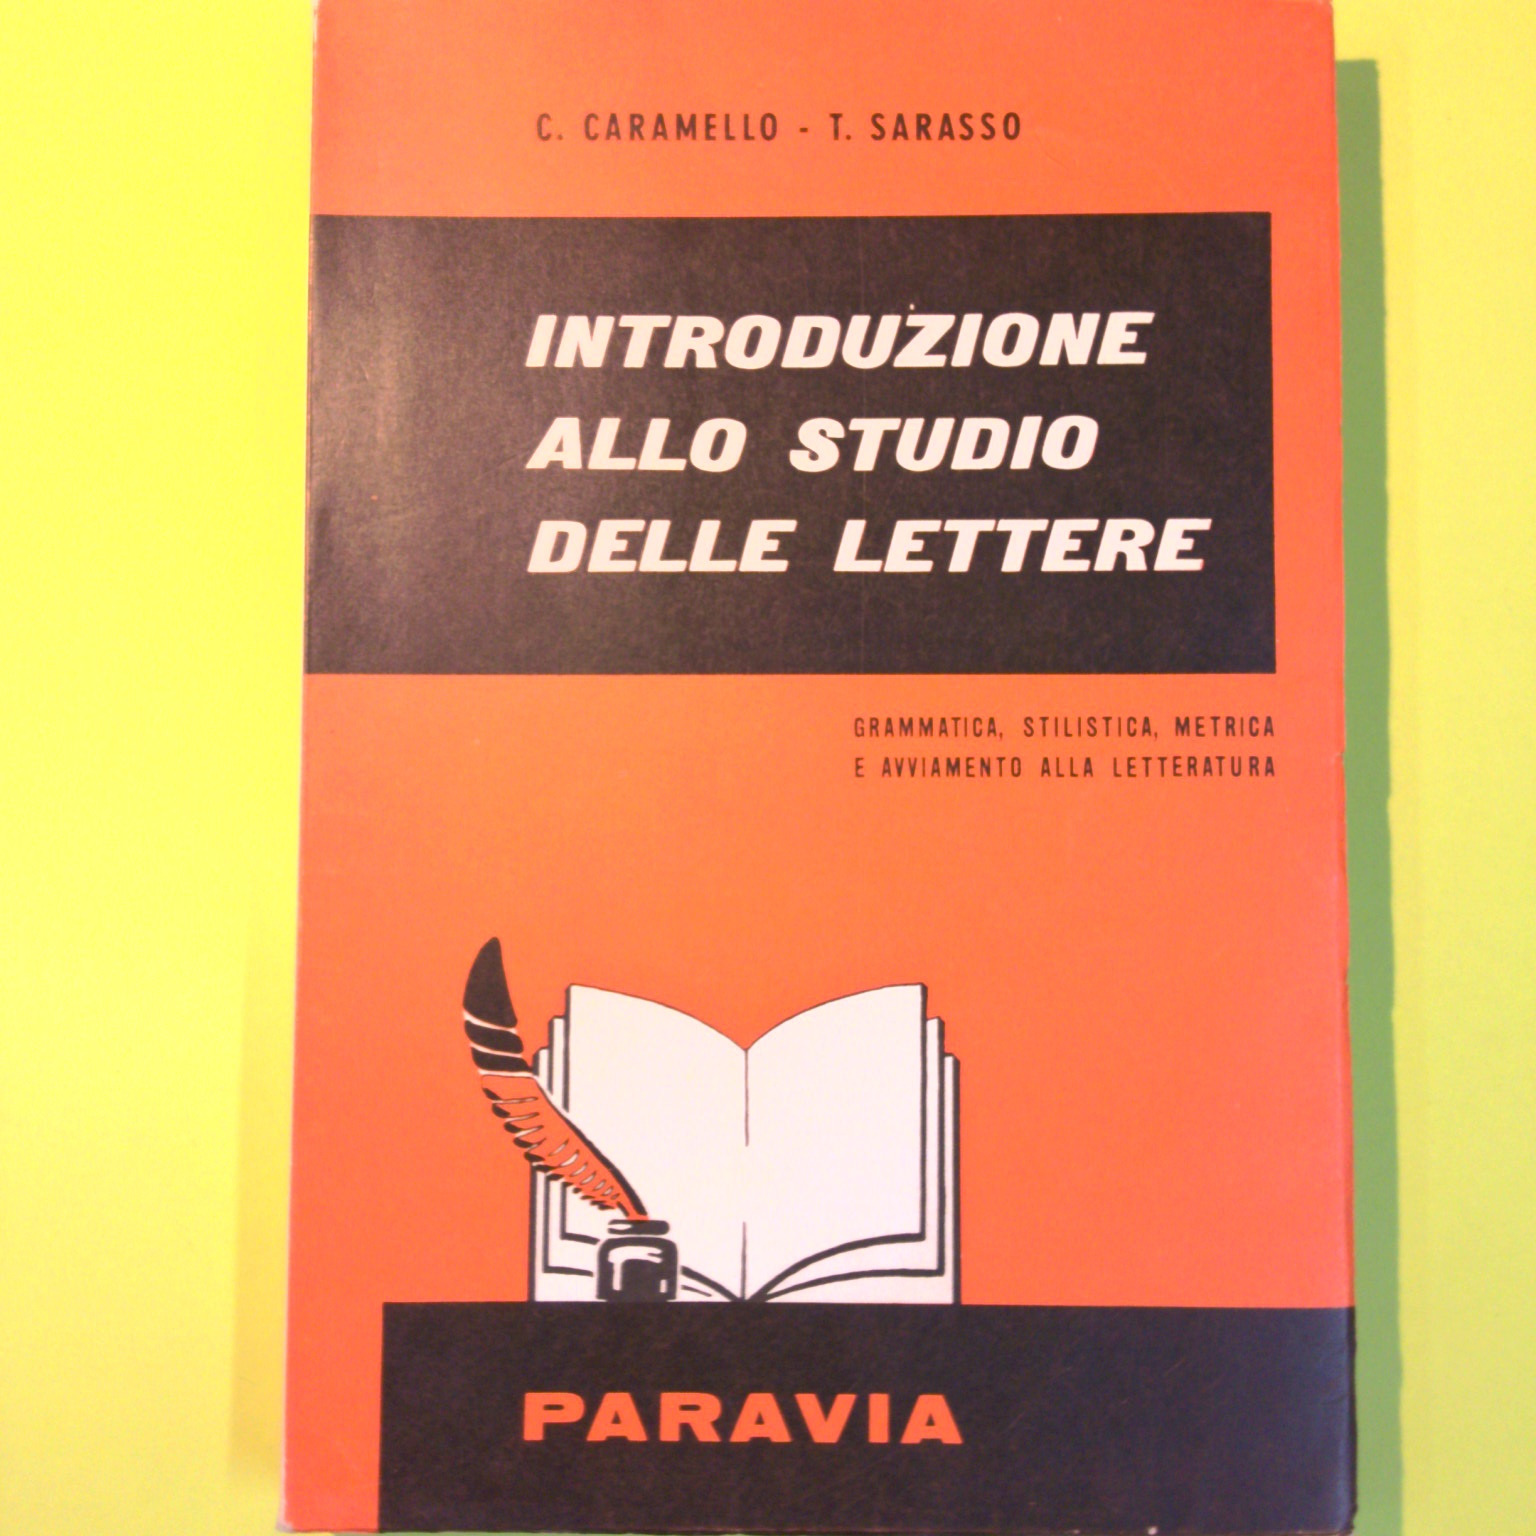 C. CARAMELLO - T. SARASSO
INTRODUZIONE
ALLO STUDIO
DELLE LETTERE
GRAMMATICA, STILISTICA, METRICA
E AVVIAMENTO ALLA LETTERATURA
PARAVIA